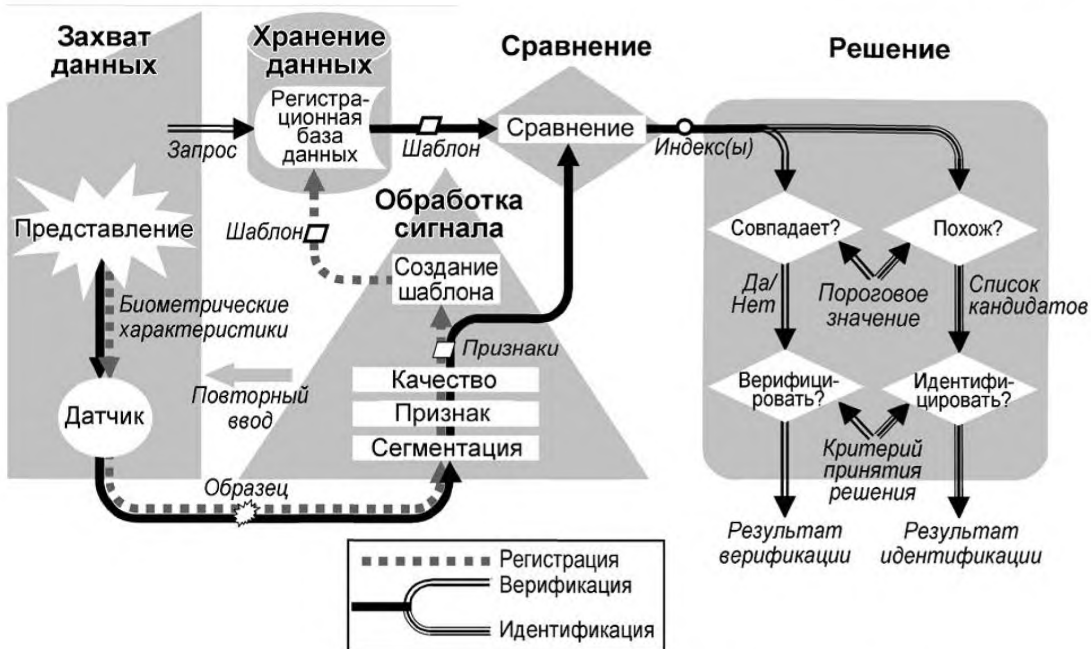 Захват
данных
Хранение
данных
Сравнение
Решение
Регистра-
ционная
база
данных
Запрос
Шаблон
Сравнение
Индекс(ы)
Представление
Шаблон
Обработка
сигнала
Создание
шаблона
Совпадает?
Похож?
Биометрические
характеристики
Признаки
Да/
Нет
Пороговое
значение
Список
кандидатов
Датчик
Повторный
ввод
Качество
Признак
Сегментация
Верифици-
ровать?
Идентифи-
цировать?
Критерий
принятия
решения
Образец
Результат
верификации
Результат
идентификации
Регистрация
Верификация
Идентификация